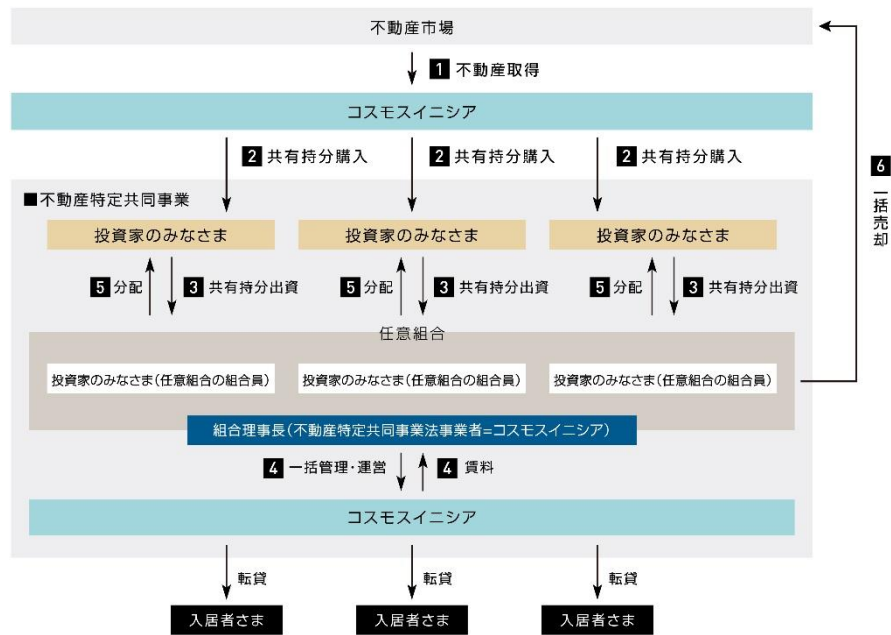 不動産市場
1 不動産取得
コスモスイニシア
2 共有持分購入
2 共有持分購入
2 共有持分購入
6 一括売却
■不動産特定共同事業
投資家のみなさま
投資家のみなさま
投資家のみなさま
5 分配
3 共有持分出資
5 分配
3 共有持分出資
5 分配
3 共有持分出資
任意組合
投資家のみなさま(任意組合の組合員)
投資家のみなさま(任意組合の組合員)
投資家のみなさま(任意組合の組合員)
組合理事長(不動産特定共同事業法事業者=コスモスイニシア)
4 一括管理・運営
4 賃料
コスモスイニシア
転貸
転貸
転貸
入居者さま
入居者さま
入居者さま